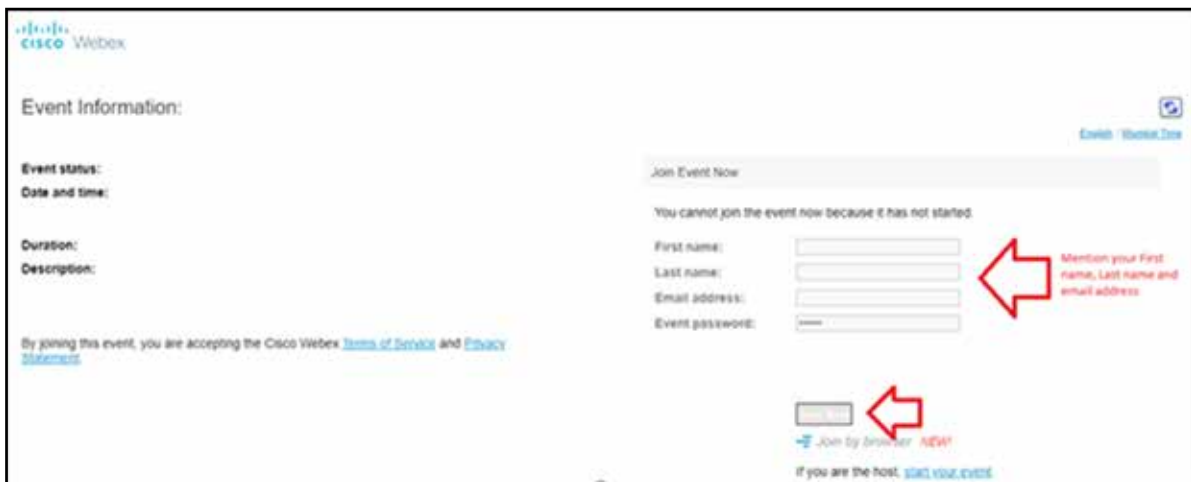 CISCO Webex
Event Information:
English : Mumbai Time
Event status:
Date and time:
Duration:
Description:
By joining this event, you are accepting the Cisco Webex Terms of Service and Privacy
Statement.
Join Event Now
You cannot join the event now because it has not started.
First name:
Last name:
Email address:
Event password:
Mention your First
name, Last name and
email address
Join by browser NEW!
If you are the host, start your event.